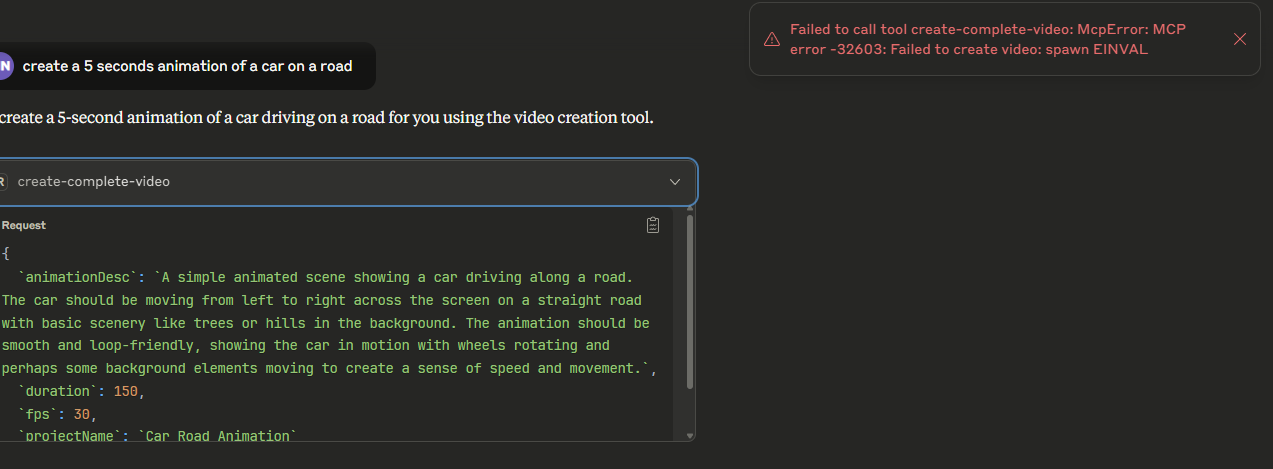 Failed to call tool create-complete-video: McpError: MCP
error -32603: Failed to create video: spawn EINVAL
N
create a 5 seconds animation of a car on a road
create a 5-second animation of a car driving on a road for you using the video creation tool.
R
create-complete-video
Request
{
`animationDesc`: `A simple animated scene showing a car driving along a road.
The car should be moving from left to right across the screen on a straight road
with basic scenery like trees or hills in the background. The animation should be
smooth and loop-friendly, showing the car in motion with wheels rotating and
perhaps some background elements moving to create a sense of speed and movement.`,
`duration`: 150,
`fps`: 30,
`projectName`: `Car Road Animation`